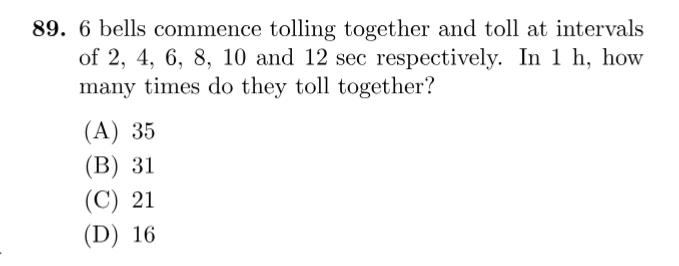 89. 6 bells commence tolling together and toll at intervals
of 2, 4, 6, 8, 10 and 12 sec respectively. In 1 h, how
many times do they toll together?
(A) 35
(B) 31
(C) 21
(D) 16